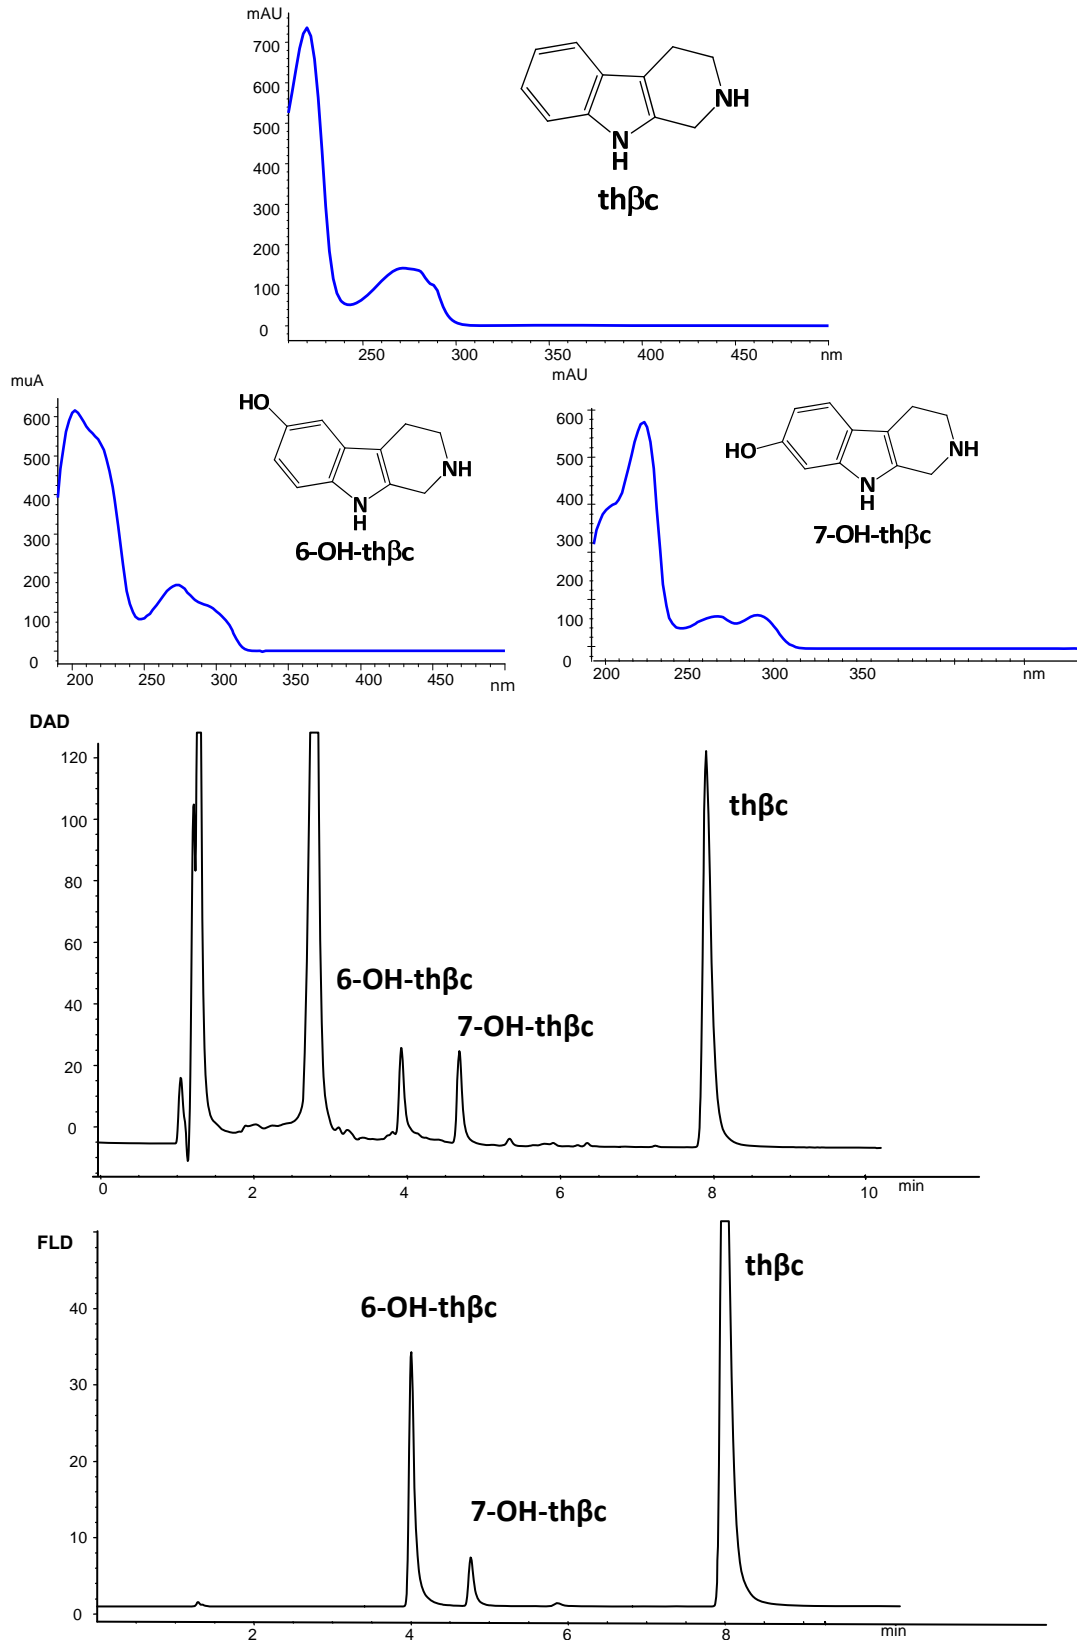 mAU
700
600
500
400
300
200
100
0
250 300 350 400 450 nm
NH
N
H
thβc
muA
600
500
400
300
200
100
0
200 250 300 350 400 450 nm
HO
NH
N
H
6-OH-thβc
mAU
600
500
400
300
200
100
0
200 250 300 350 nm
HO
NH
N
H
7-OH-thβc
DAD
120
100
80
60
40
20
0
0 2 4 6 8 10 min
6-OH-thβc
7-OH-thβc
thβc
FLD
40
30
20
10
0
2 4 6 8 min
6-OH-thβc
7-OH-thβc
thβc